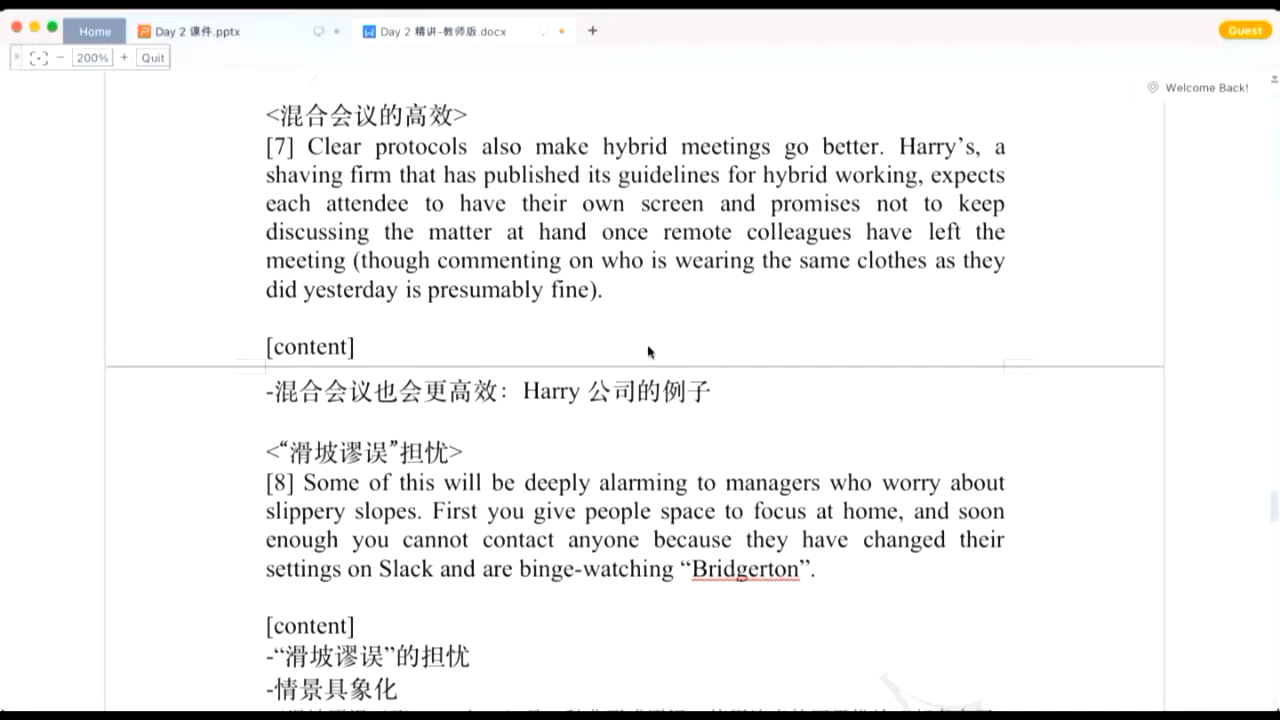 Home
Day 2 课件.pptx
Day 2 精讲-教师版.docx
Guest
200%
Quit
Welcome Back!
<混合会议的高效>
[7] Clear protocols also make hybrid meetings go better. Harry’s, a
shaving firm that has published its guidelines for hybrid working, expects
each attendee to have their own screen and promises not to keep
discussing the matter at hand once remote colleagues have left the
meeting (though commenting on who is wearing the same clothes as they
did yesterday is presumably fine).
[content]
-混合会议也会更高效：Harry 公司的例子
<“滑坡谬误”担忧>
[8] Some of this will be deeply alarming to managers who worry about
slippery slopes. First you give people space to focus at home, and soon
enough you cannot contact anyone because they have changed their
settings on Slack and are binge-watching “Bridgerton”.
[content]
-“滑坡谬误”的担忧
-情景具象化